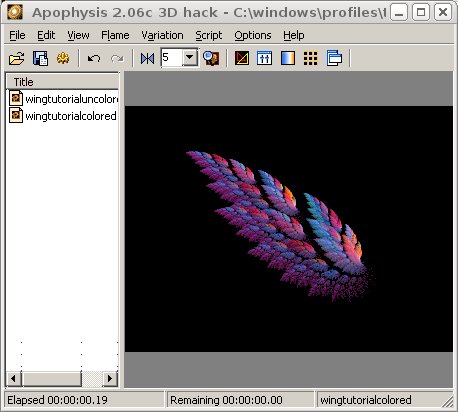 Apophysis 2.06c 3D hack - C:\windows\profiles\
File Edit View Flame Variation Script Options Help
5
Title
wingtutorialuncolore
wingtutorialcolored
Elapsed 00:00:00.19 Remaining 00:00:00.00 wingtutorialcolored